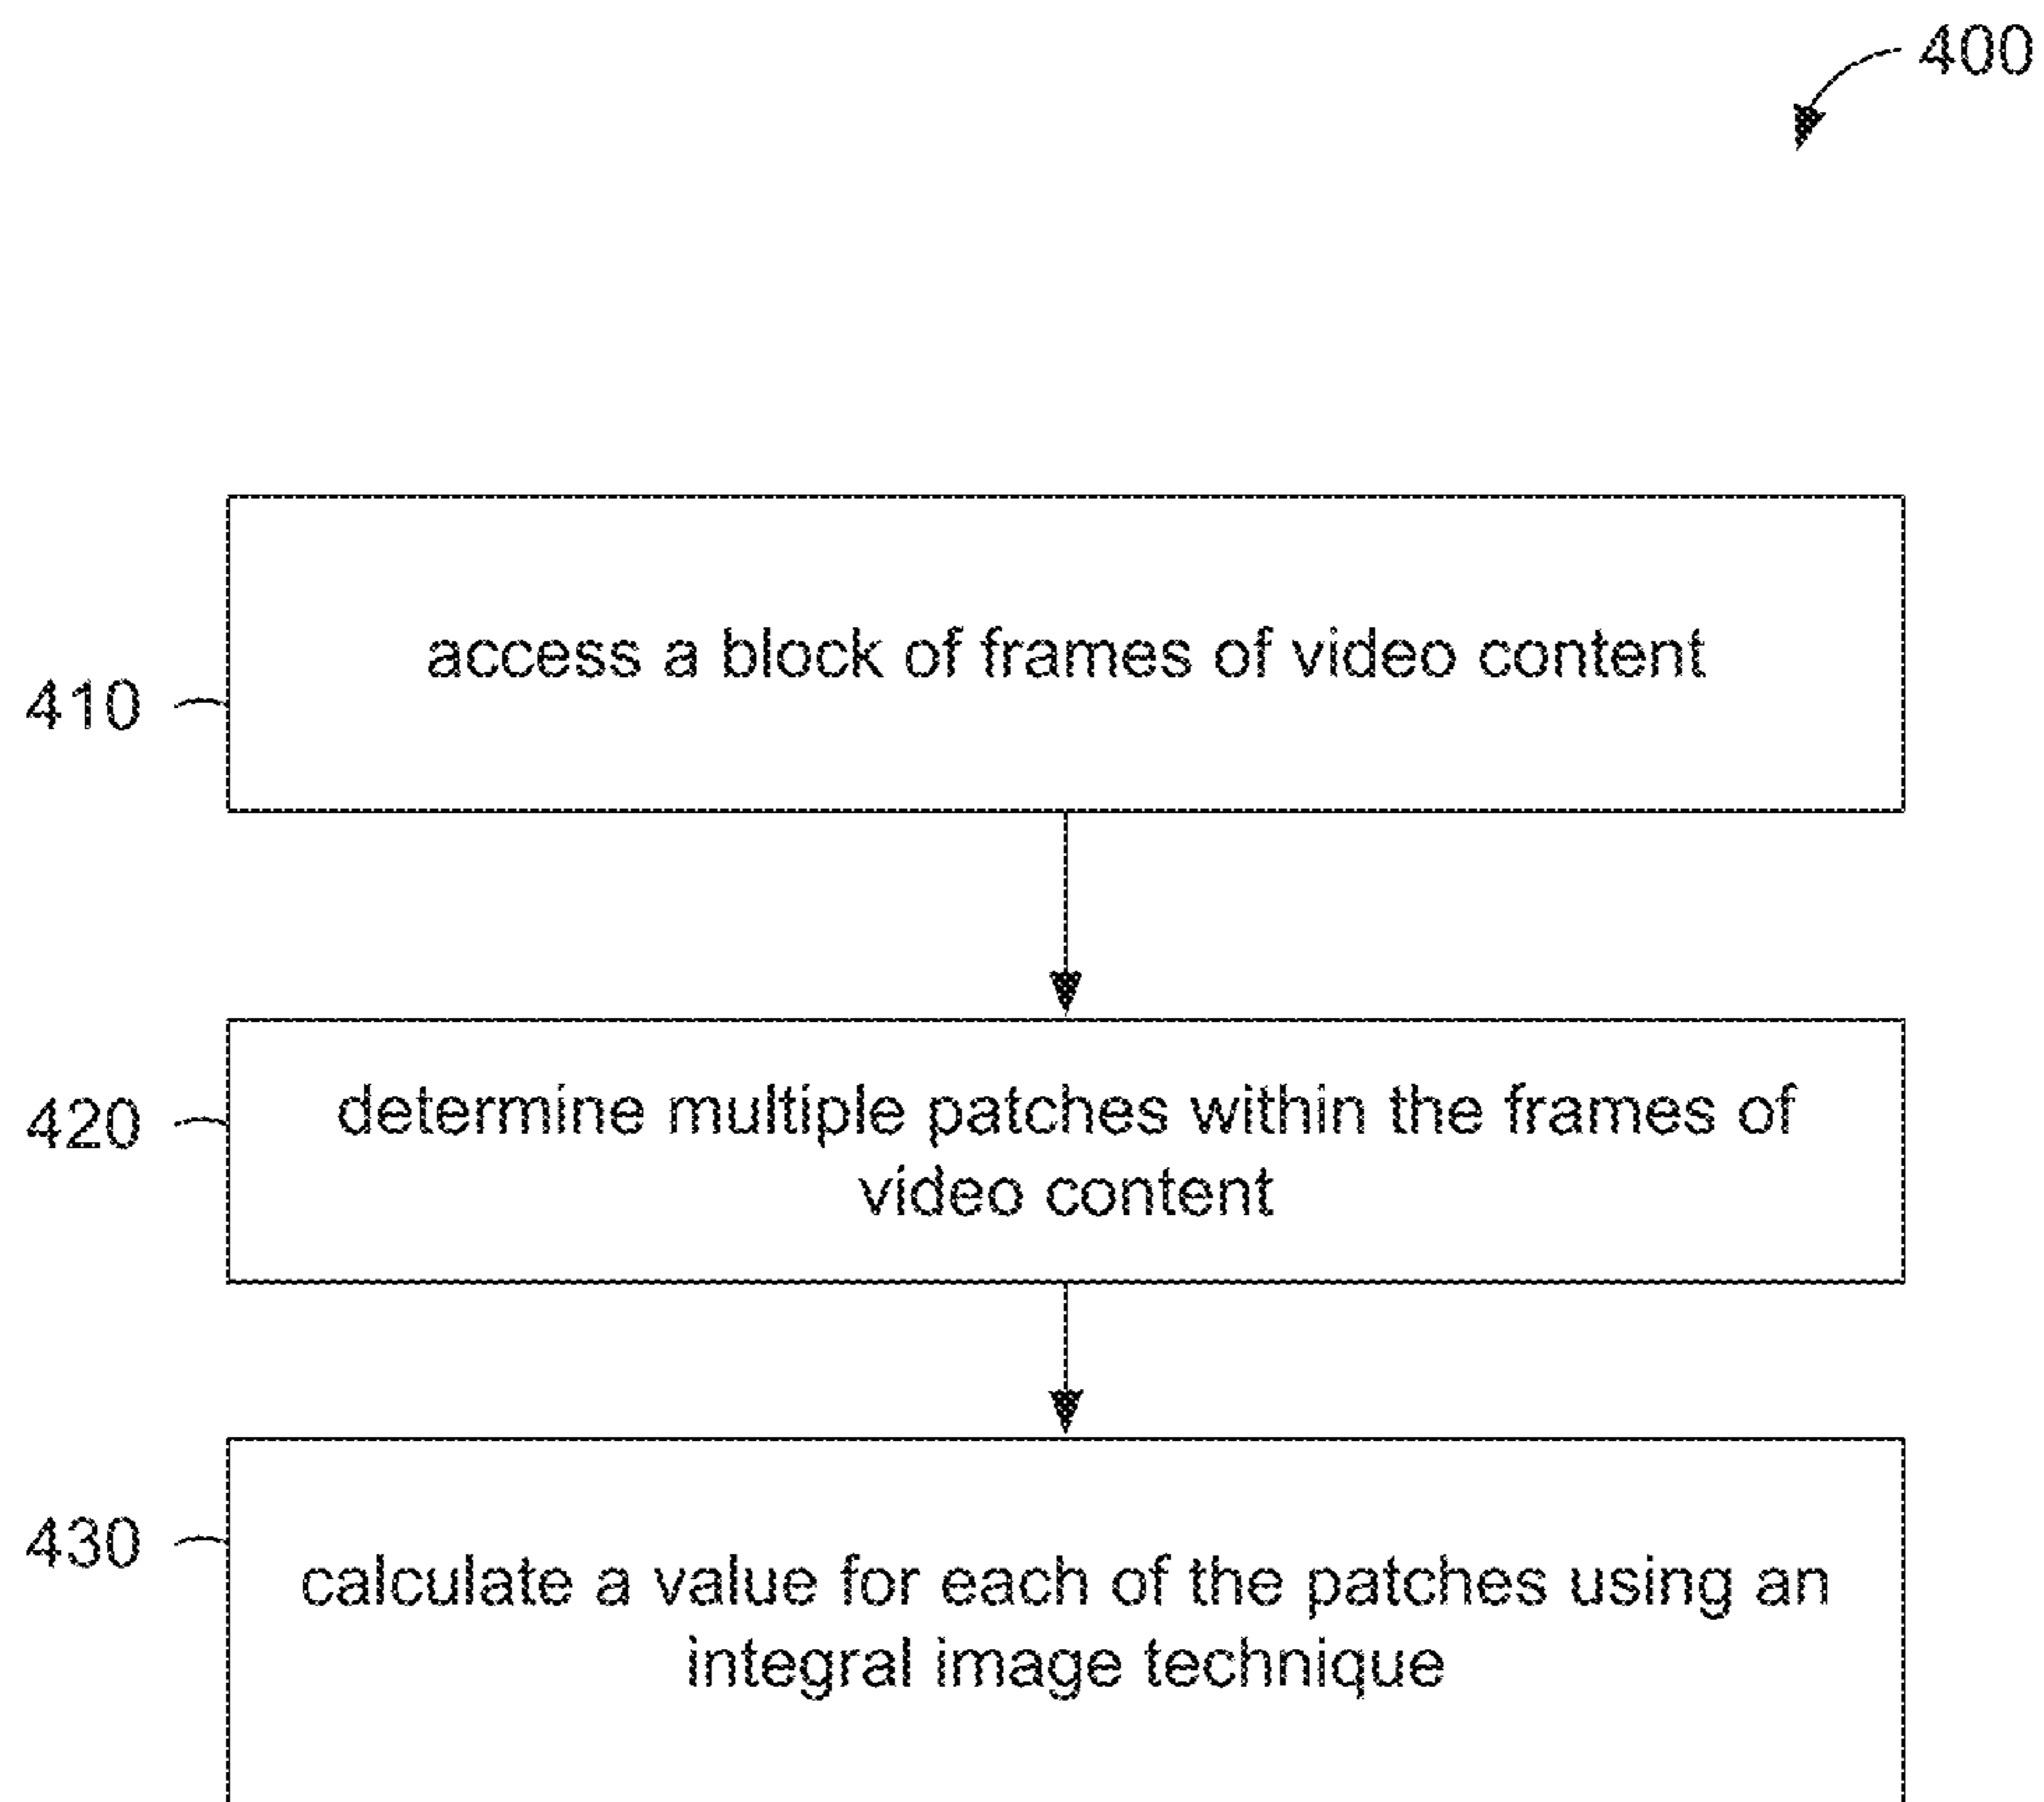 400
access a block of frames of video content
410
determine multiple patches within the frames of
video content
420
calculate a value for each of the patches using an
integral image technique
430